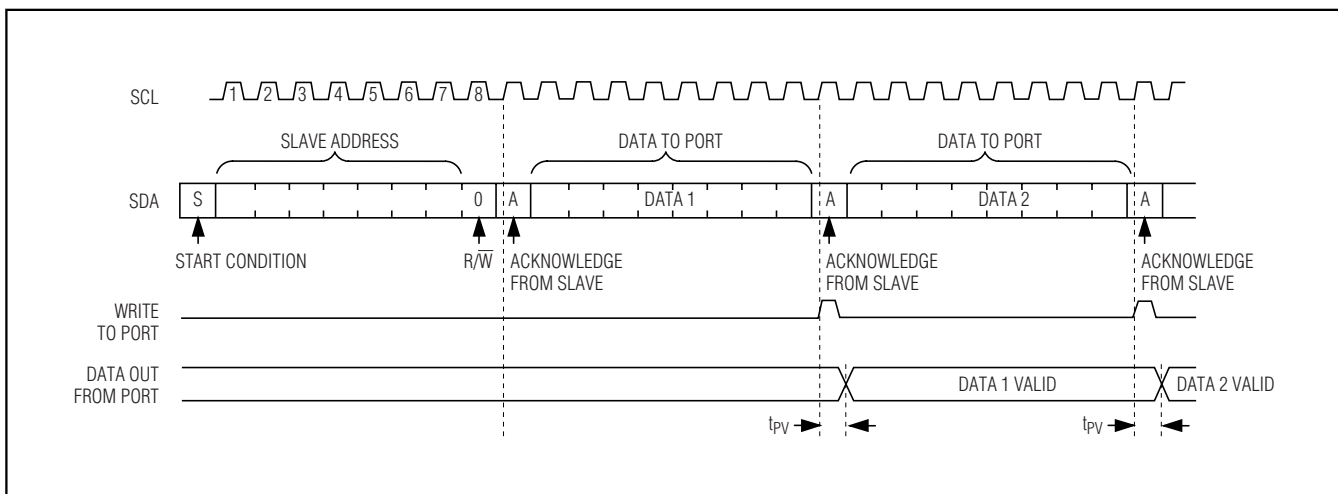 SCL 1 2 3 4 5 6 7 8
SLAVE ADDRESS DATA TO PORT DATA TO PORT
SDA S 0 A DATA 1 A DATA 2 A
START CONDITION R/W̅ ACKNOWLEDGE FROM SLAVE ACKNOWLEDGE FROM SLAVE ACKNOWLEDGE FROM SLAVE
WRITE
TO PORT
DATA OUT
FROM PORT
DATA 1 VALID DATA 2 VALID
tPV tPV